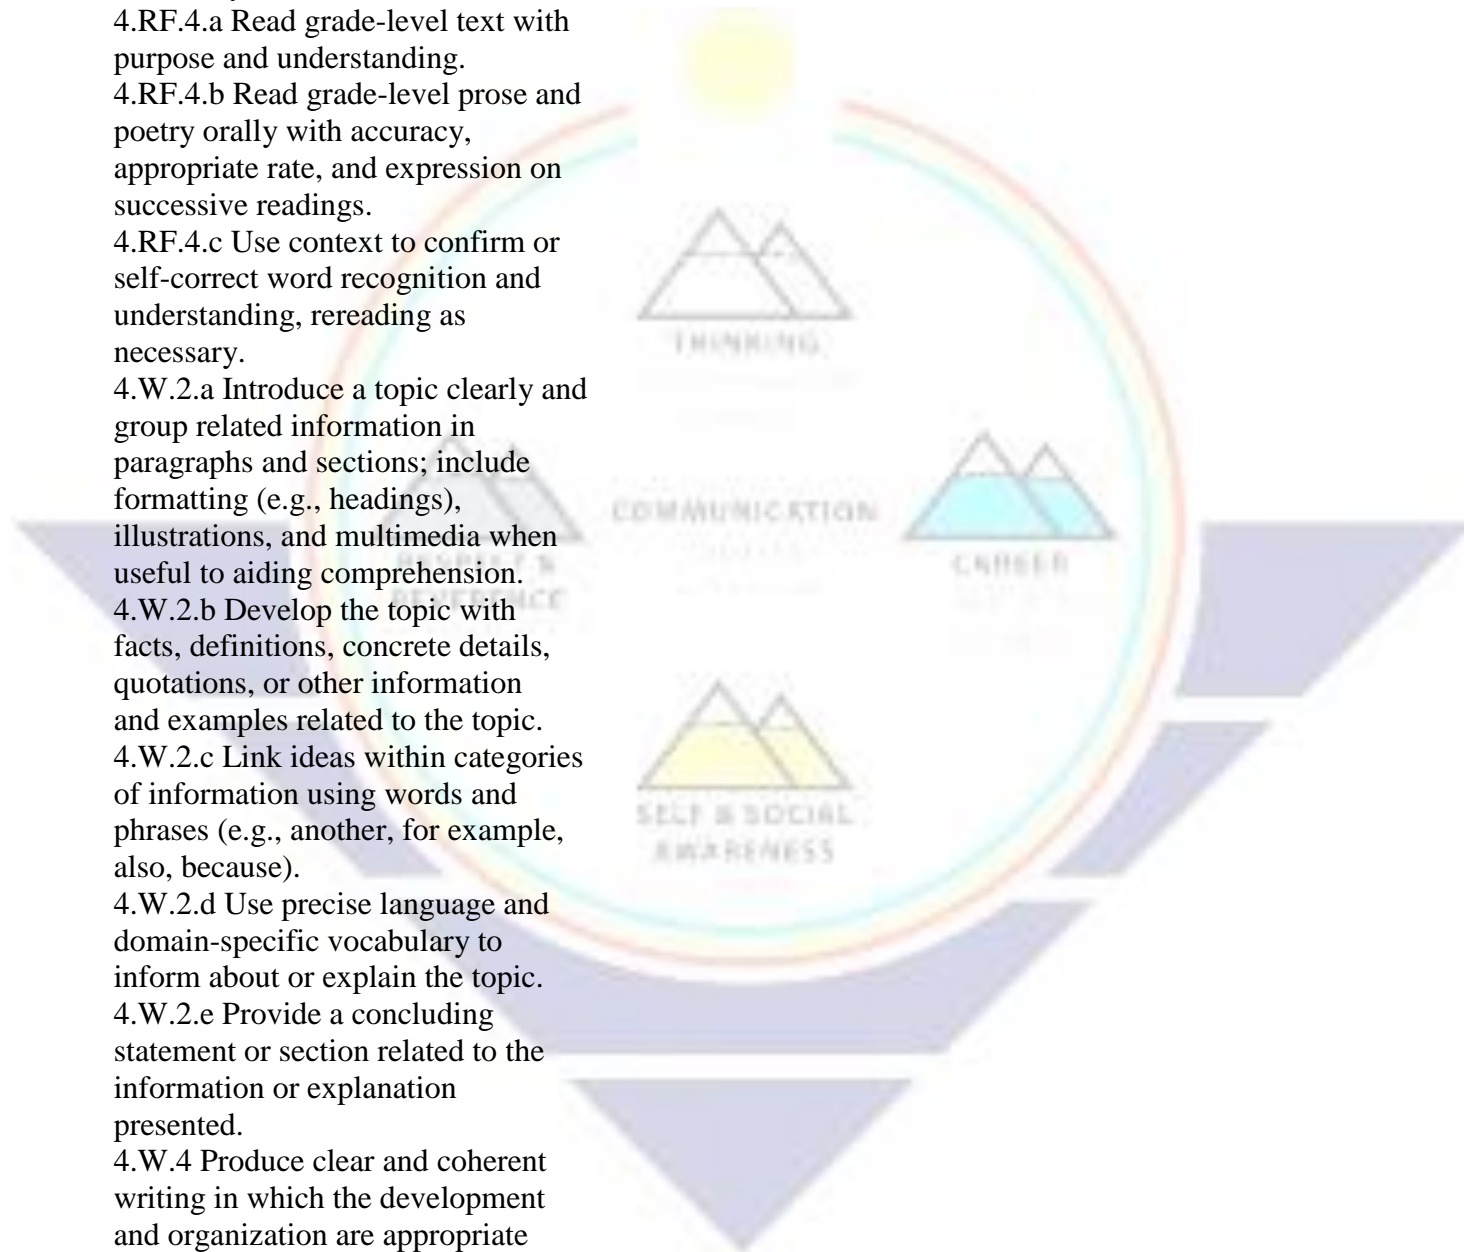 4.RF.4.a Read grade-level text with
purpose and understanding.
4.RF.4.b Read grade-level prose and
poetry orally with accuracy,
appropriate rate, and expression on
successive readings.
4.RF.4.c Use context to confirm or
self-correct word recognition and
understanding, rereading as
necessary.
4.W.2.a Introduce a topic clearly and
group related information in
paragraphs and sections; include
formatting (e.g., headings),
illustrations, and multimedia when
useful to aiding comprehension.
4.W.2.b Develop the topic with
facts, definitions, concrete details,
quotations, or other information
and examples related to the topic.
4.W.2.c Link ideas within categories
of information using words and
phrases (e.g., another, for example,
also, because).
4.W.2.d Use precise language and
domain-specific vocabulary to
inform about or explain the topic.
4.W.2.e Provide a concluding
statement or section related to the
information or explanation
presented.
4.W.4 Produce clear and coherent
writing in which the development
and organization are appropriate
THINKING
COMMUNICATION
RESPECT &
REVERENCE
CAREER
SELF & SOCIAL
AWARENESS